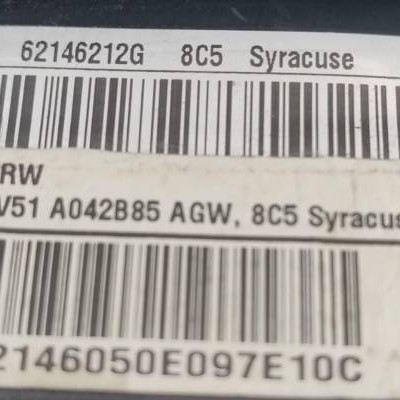 62146212G 8C5 Syracuse
RW
V51 A042B85 AGW, 8C5 Syracus
2146050E097E10C